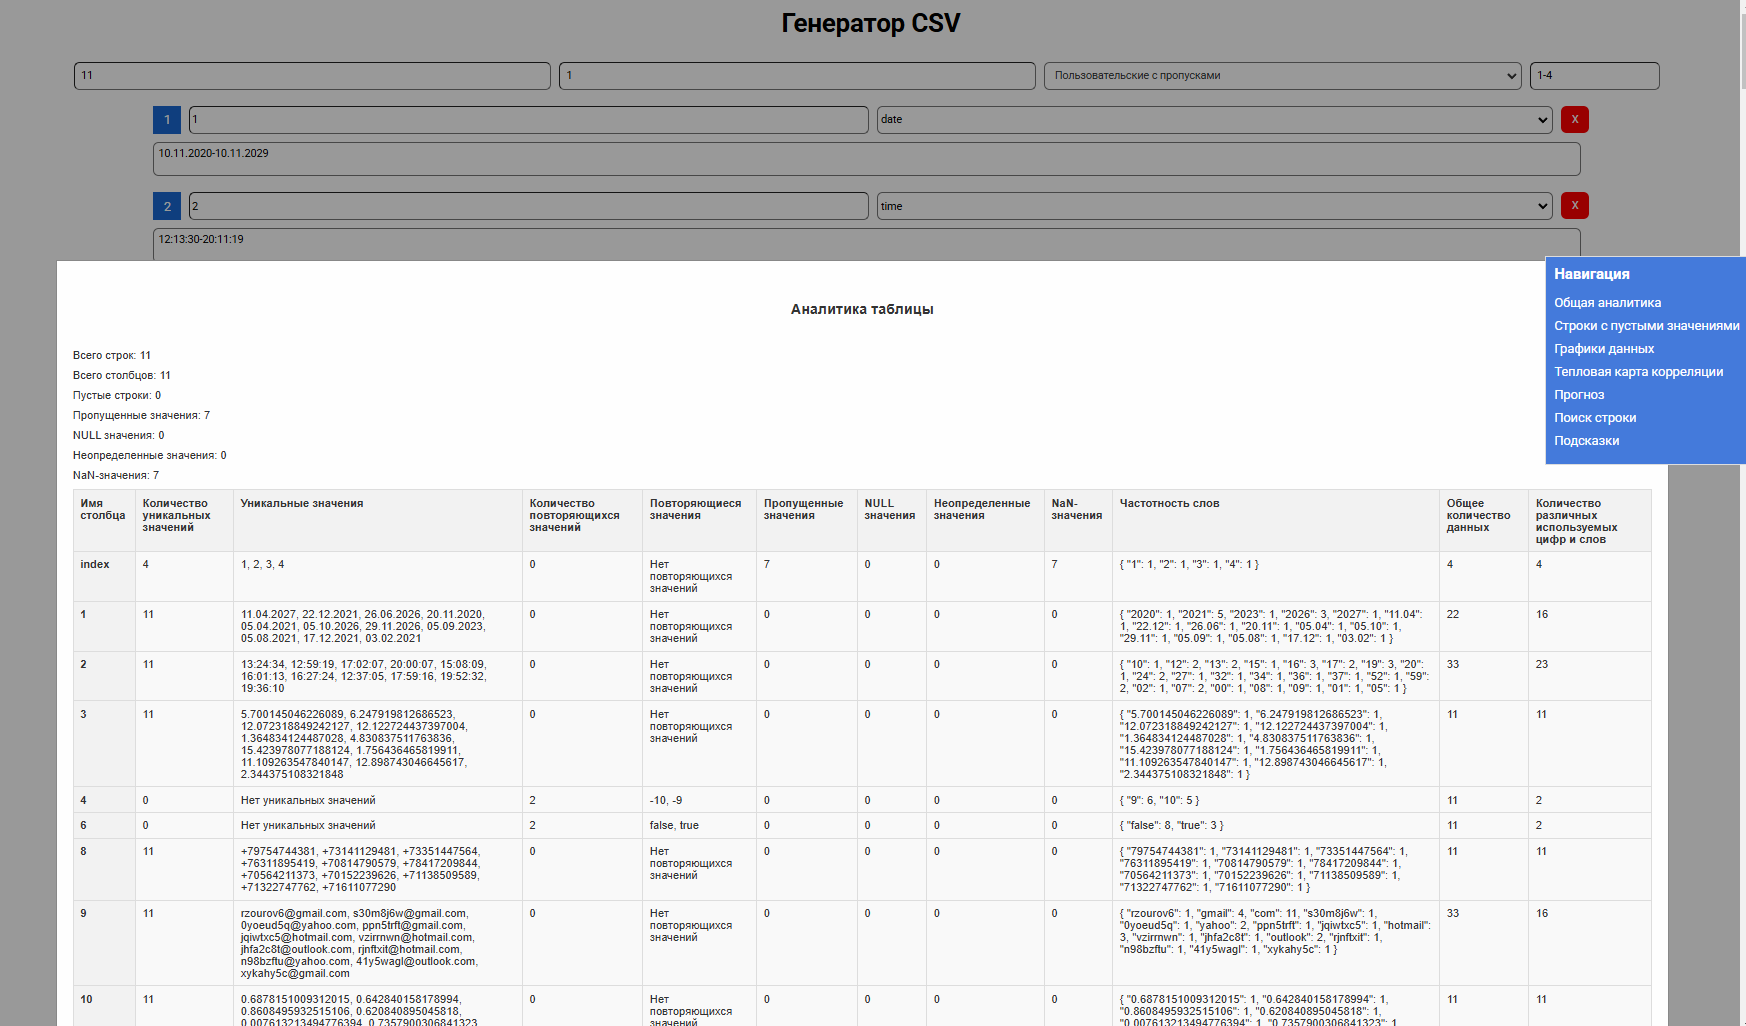 Генератор CSV
11
1
Пользовательские с пропусками
1-4
1
1
date
X
10.11.2020-10.11.2029
2
2
time
X
12:13:30-20:11:19
Навигация
Общая аналитика
Строки с пустыми значениями
Графики данных
Тепловая карта корреляции
Прогноз
Поиск строки
Подсказки
Аналитика таблицы
Всего строк: 11
Всего столбцов: 11
Пустые строки: 0
Пропущенные значения: 7
NULL значения: 0
Неопределенные значения: 0
NaN-значения: 7
Имя столбца
Количество уникальных значений
Уникальные значения
Количество повторяющихся значений
Повторяющиеся значения
Пропущенные значения
NULL значения
Неопределенные значения
NaN-значения
Частотность слов
Общее количество данных
Количество различных используемых цифр и слов
index
4
1, 2, 3, 4
0
Нет повторяющихся значений
7
0
0
7
{ "1": 1, "2": 1, "3": 1, "4": 1 }
4
4
1
11
11.04.2027, 22.12.2021, 26.06.2026, 20.11.2020,
05.04.2021, 05.10.2026, 29.11.2026, 05.09.2023,
05.08.2021, 17.12.2021, 03.02.2021
0
Нет повторяющихся значений
0
0
0
0
{ "2020": 1, "2021": 5, "2023": 1, "2026": 3, "2027": 1, "11.04":
1, "22.12": 1, "26.06": 1, "20.11": 1, "05.04": 1, "05.10": 1,
"29.11": 1, "05.09": 1, "05.08": 1, "17.12": 1, "03.02": 1 }
22
16
2
11
13:24:34, 12:59:19, 17:02:07, 20:00:07, 15:08:09,
16:01:13, 16:27:24, 12:37:05, 17:59:16, 19:52:32,
19:36:10
0
Нет повторяющихся значений
0
0
0
0
{ "10": 1, "12": 2, "13": 2, "15": 1, "16": 3, "17": 2, "19": 3, "20":
1, "24": 2, "27": 1, "32": 1, "34": 1, "36": 1, "37": 1, "52": 1, "59":
2, "02": 1, "07": 2, "00": 1, "08": 1, "09": 1, "01": 1, "05": 1 }
33
23
3
11
5.700145046226089, 6.247919812686523,
12.072318849242127, 12.122724437397004,
1.364834124487028, 4.830837511763836,
15.423978077188124, 1.756436465819911,
11.109263547840147, 12.898743046645617,
2.344375108321848
0
Нет повторяющихся значений
0
0
0
0
{ "5.700145046226089": 1, "6.247919812686523": 1,
"12.072318849242127": 1, "12.122724437397004": 1,
"1.364834124487028": 1, "4.830837511763836": 1,
"15.423978077188124": 1, "1.756436465819911": 1,
"11.109263547840147": 1, "12.898743046645617": 1,
"2.344375108321848": 1 }
11
11
4
0
Нет уникальных значений
2
-10, -9
0
0
0
0
{ "9": 6, "10": 5 }
11
2
6
0
Нет уникальных значений
2
false, true
0
0
0
0
{ "false": 8, "true": 3 }
11
2
8
11
+79754744381, +73141129481, +73351447564,
+76311895419, +70814790579, +78417209844,
+70564211373, +70152239626, +71138509589,
+71322747762, +71611077290
0
Нет повторяющихся значений
0
0
0
0
{ "79754744381": 1, "73141129481": 1, "73351447564": 1,
"76311895419": 1, "70814790579": 1, "78417209844": 1,
"70564211373": 1, "70152239626": 1, "71138509589": 1,
"71322747762": 1, "71611077290": 1 }
11
11
9
11
rzourov6@gmail.com, s30m8j6w@gmail.com,
0yoeud5q@yahoo.com, ppn5trft@gmail.com,
jqiwtxc5@hotmail.com, vzirrnwn@hotmail.com,
jhfa2c8t@outlook.com, rjnftxit@hotmail.com,
n98bzftu@yahoo.com, 41y5wagl@outlook.com,
xykahy5c@gmail.com
0
Нет повторяющихся значений
0
0
0
0
{ "rzourov6": 1, "gmail": 4, "com": 11, "s30m8j6w": 1,
"0yoeud5q": 1, "yahoo": 2, "ppn5trft": 1, "jqiwtxc5": 1, "hotmail":
3, "vzirrnwn": 1, "jhfa2c8t": 1, "outlook": 2, "rjnftxit": 1,
"n98bzftu": 1, "41y5wagl": 1, "xykahy5c": 1 }
33
16
10
11
0.6878151009312015, 0.642840158178994,
0.8608495932515106, 0.620840895045818,
0.007613213494776394, 0.7357900306841323
0
Нет повторяющихся значений
0
0
0
0
{ "0.6878151009312015": 1, "0.642840158178994": 1,
"0.8608495932515106": 1, "0.620840895045818": 1,
"0.007613213494776394": 1, "0.7357900306841323": 1
11
11